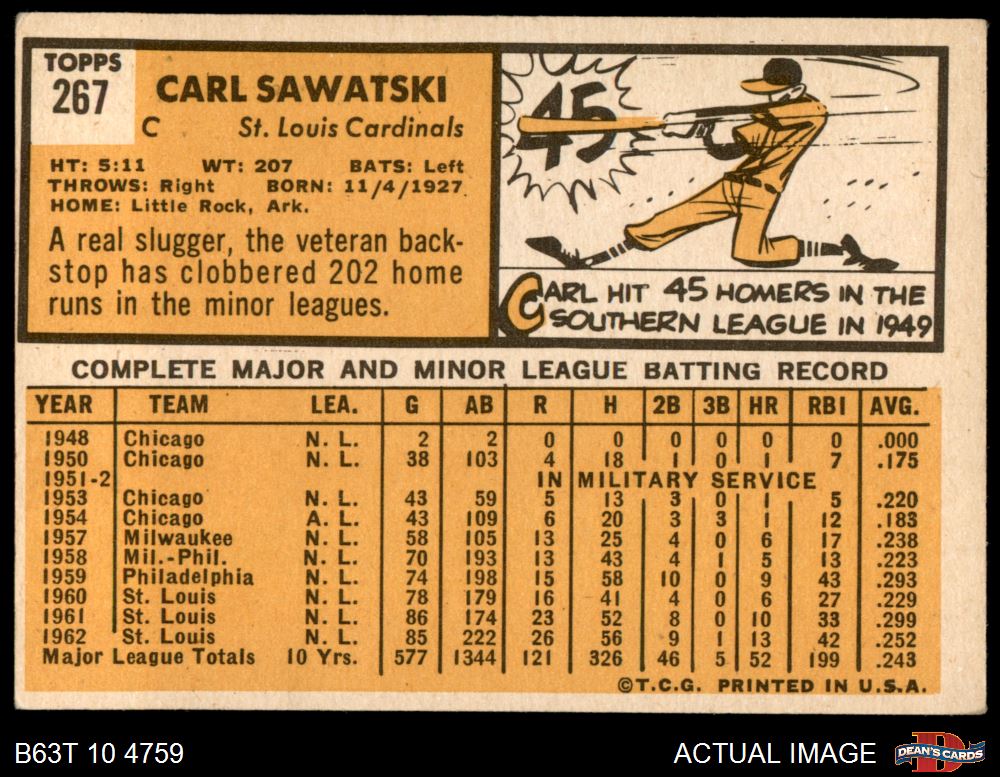 TOPPS
267
CARL SAWATSKI
C St. Louis Cardinals
HT: 5:11 WT: 207 BATS: Left
THROWS: Right BORN: 11/4/1927
HOME: Little Rock, Ark.
A real slugger, the veteran back-
stop has clobbered 202 home
runs in the minor leagues.
45
CARL HIT 45 HOMERS IN THE
SOUTHERN LEAGUE IN 1949
COMPLETE MAJOR AND MINOR LEAGUE BATTING RECORD
YEAR TEAM LEA. G AB R H 2B 3B HR RBI AVG.
1948 Chicago N. L. 2 2 0 0 0 0 0 0 .000
1950 Chicago N. L. 38 103 4 18 1 0 1 7 .175
1951-2 IN MILITARY SERVICE
1953 Chicago N. L. 43 59 5 13 3 0 1 5 .220
1954 Chicago A. L. 43 109 6 20 3 3 1 12 .183
1957 Milwaukee N. L. 58 105 13 25 4 0 6 17 .238
1958 Mil.-Phil. N. L. 70 193 13 43 4 1 5 13 .223
1959 Philadelphia N. L. 74 198 15 58 10 0 9 43 .293
1960 St. Louis N. L. 78 179 16 41 4 0 6 27 .229
1961 St. Louis N. L. 86 174 23 52 8 0 10 33 .299
1962 St. Louis N. L. 85 222 26 56 9 1 13 42 .252
Major League Totals 10 Yrs. 577 1344 121 326 46 5 52 199 .243
©T.C.G. PRINTED IN U.S.A.
B63T 10 4759 ACTUAL IMAGE
D
DEAN'S CARDS